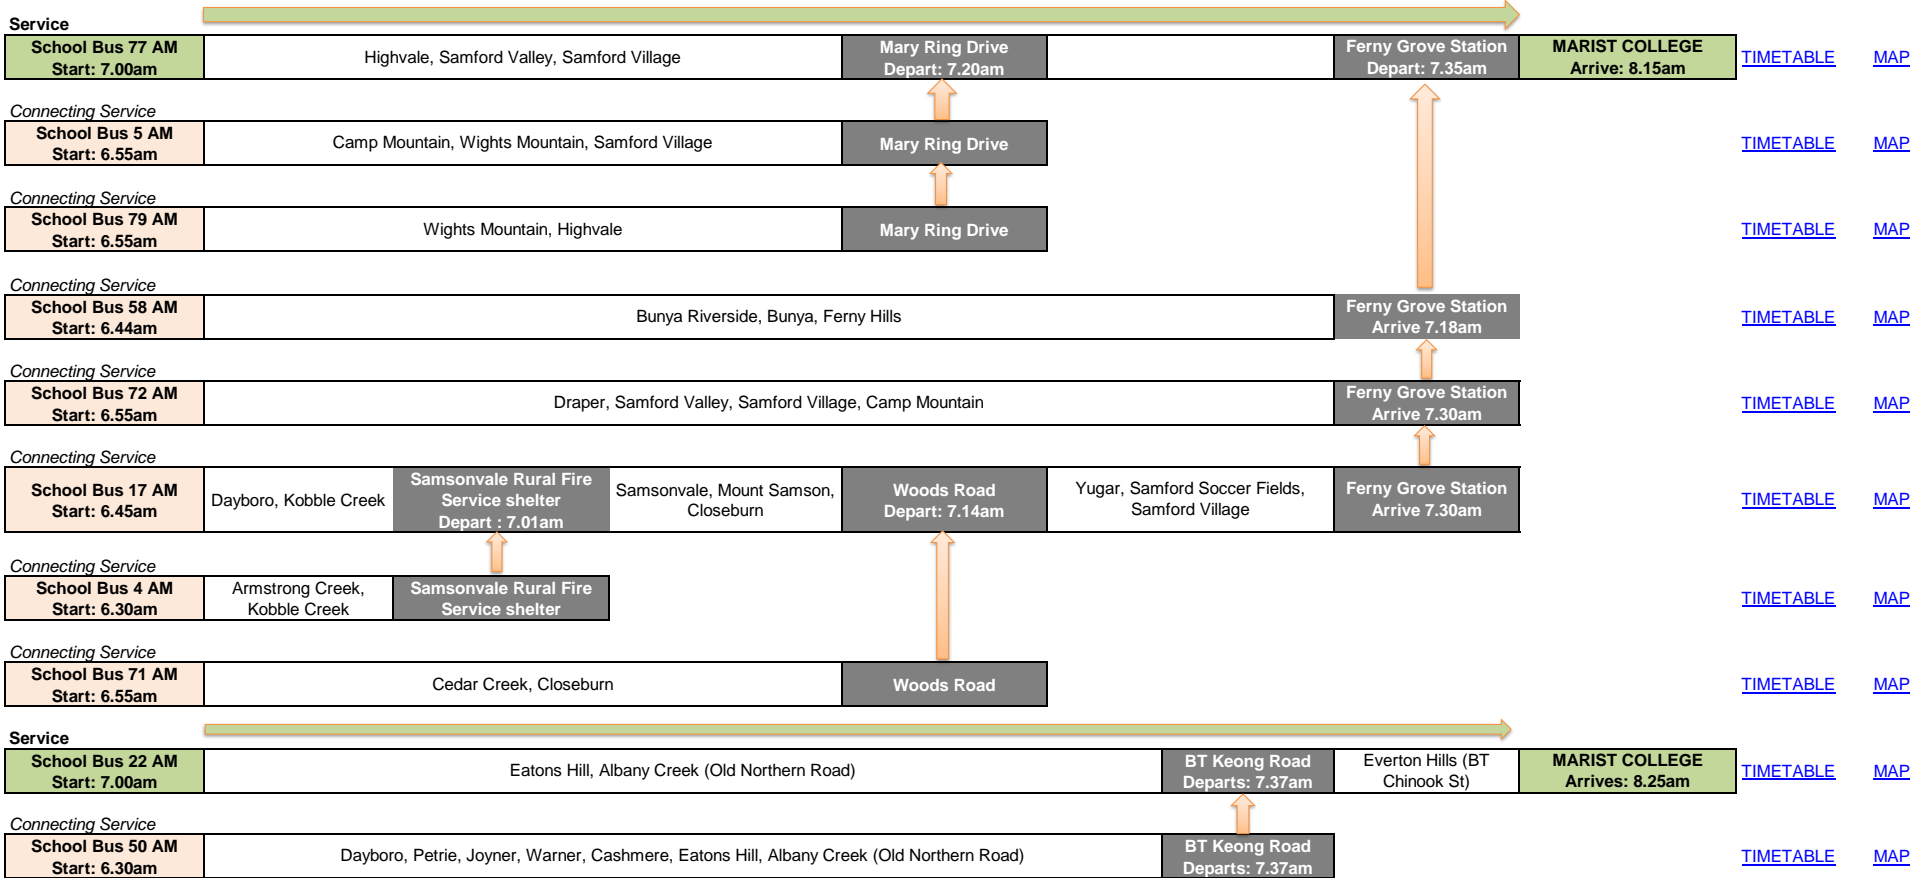 Service
School Bus 77 AM
Start: 7.00am
Highvale, Samford Valley, Samford Village
Mary Ring Drive
Depart: 7.20am
Ferny Grove Station
Depart: 7.35am
MARIST COLLEGE
Arrive: 8.15am
TIMETABLE
MAP
Connecting Service
School Bus 5 AM
Start: 6.55am
Camp Mountain, Wights Mountain, Samford Village
Mary Ring Drive
TIMETABLE
MAP
Connecting Service
School Bus 79 AM
Start: 6.55am
Wights Mountain, Highvale
Mary Ring Drive
TIMETABLE
MAP
Connecting Service
School Bus 58 AM
Start: 6.44am
Bunya Riverside, Bunya, Ferny Hills
Ferny Grove Station
Arrive 7.18am
TIMETABLE
MAP
Connecting Service
School Bus 72 AM
Start: 6.55am
Draper, Samford Valley, Samford Village, Camp Mountain
Ferny Grove Station
Arrive 7.30am
TIMETABLE
MAP
Connecting Service
School Bus 17 AM
Start: 6.45am
Dayboro, Kobble Creek
Samsonvale Rural Fire
Service shelter
Depart : 7.01am
Samsonvale, Mount Samson,
Closeburn
Woods Road
Depart: 7.14am
Yugar, Samford Soccer Fields,
Samford Village
Ferny Grove Station
Arrive 7.30am
TIMETABLE
MAP
Connecting Service
School Bus 4 AM
Start: 6.30am
Armstrong Creek,
Kobble Creek
Samsonvale Rural Fire
Service shelter
TIMETABLE
MAP
Connecting Service
School Bus 71 AM
Start: 6.55am
Cedar Creek, Closeburn
Woods Road
TIMETABLE
MAP
Service
School Bus 22 AM
Start: 7.00am
Eatons Hill, Albany Creek (Old Northern Road)
BT Keong Road
Departs: 7.37am
Everton Hills (BT
Chinook St)
MARIST COLLEGE
Arrives: 8.25am
TIMETABLE
MAP
Connecting Service
School Bus 50 AM
Start: 6.30am
Dayboro, Petrie, Joyner, Warner, Cashmere, Eatons Hill, Albany Creek (Old Northern Road)
BT Keong Road
Departs: 7.37am
TIMETABLE
MAP